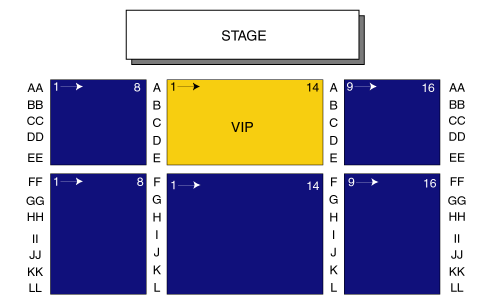 STAGE
AA 1 8 A 1 14 A 9 16 AA
BB B B BB
CC C VIP C CC
DD D D DD
EE E E EE
FF 1 8 F 1 14 F 9 16 FF
GG G G GG
HH H H HH
II I I II
JJ J J JJ
KK K K KK
LL L L LL